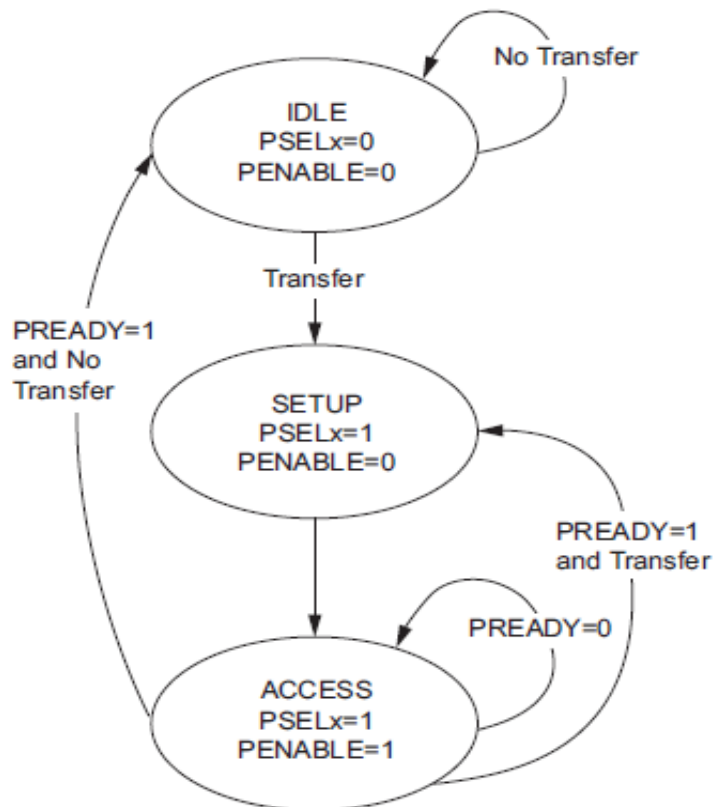 No Transfer
IDLE
PSELx=0
PENABLE=0
Transfer
PREADY=1
and No
Transfer
SETUP
PSELx=1
PENABLE=0
PREADY=1
and Transfer
PREADY=0
ACCESS
PSELx=1
PENABLE=1